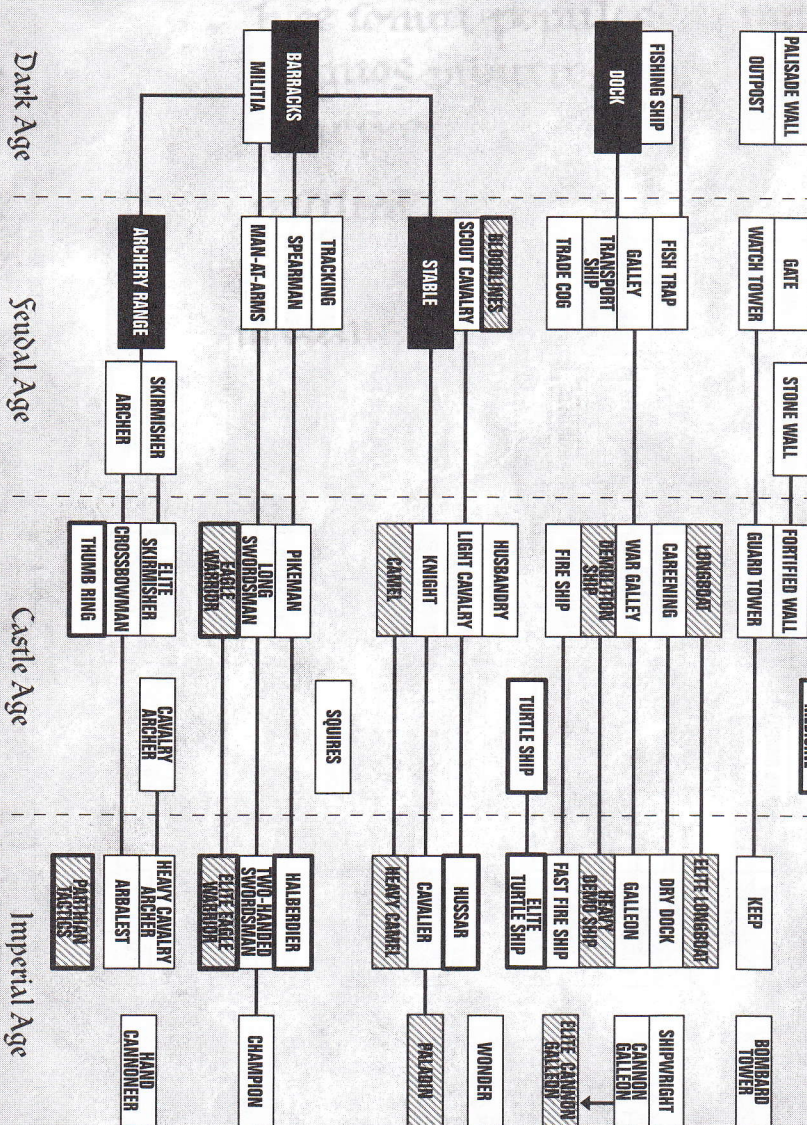 PALISADE WALL
OUTPOST
GATE
WATCH TOWER
STONE WALL
FORTIFIED WALL
GUARD TOWER
KEEP
BOMBARD
TOWER
FISHING SHIP
DOCK
FISH TRAP
GALLEY
TRANSPORT
SHIP
TRADE COG
LONGBOAT
CAREENING
WAR GALLEY
DEMOLITION
SHIP
FIRE SHIP
TURTLE SHIP
ELITE LONGBOAT
DRY DOCK
GALLEON
HEAVY
DEMO SHIP
FAST FIRE SHIP
ELITE
TURTLE SHIP
SHIPWRIGHT
CANNON
GALLEON
ELITE CANNON
GALLEON
BLOODLINES
SCOUT CAVALRY
STABLE
HUSBANDRY
LIGHT CAVALRY
KNIGHT
CAMEL
HUSSAR
CAVALIER
HEAVY CAMEL
WONDER
PALADIN
BARRACKS
MILITIA
TRACKING
SPEARMAN
MAN-AT-ARMS
PIKEMAN
LONG
SWORDSMAN
EAGLE
WARRIOR
SQUIRES
HALBERDIER
TWO-HANDED
SWORDSMAN
ELITE EAGLE
WARRIOR
CHAMPION
ARCHERY RANGE
SKIRMISHER
ARCHER
ELITE
SKIRMISHER
CROSSBOWMAN
THUMB RING
CAVALRY
ARCHER
HEAVY CAVALRY
ARCHER
ARBALEST
PARTHIAN
TACTICS
HAND
CANNONEER
Dark Age
Feudal Age
Castle Age
Imperial Age